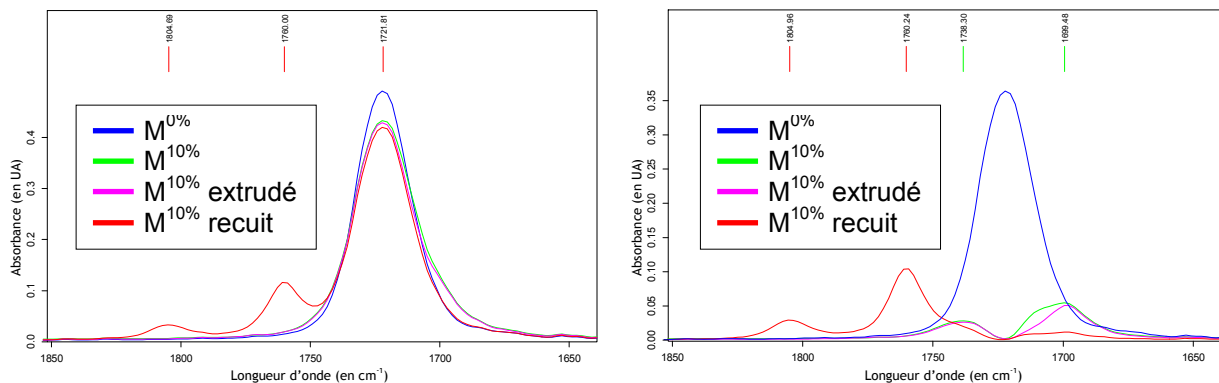 1804.69
1760.00
1721.81
Absorbance (en UA)
0.4
0.3
0.2
0.1
0.0
M0%
M10%
M10% extrudé
M10% recuit
1850
1800
1750
1700
1650
Longueur d'onde (en cm-1)
1804.96
1760.24
1738.30
1699.48
Absorbance (en UA)
0.35
0.30
0.25
0.20
0.15
0.10
0.05
0.00
M0%
M10%
M10% extrudé
M10% recuit
1850
1800
1750
1700
1650
Longueur d'onde (en cm-1)